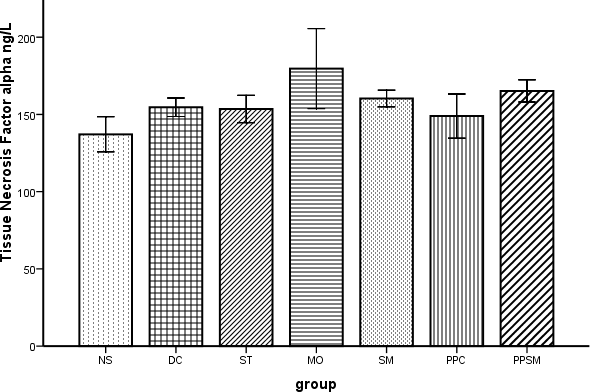 Tissue Necrosis Factor alpha ng/L
200
150
100
50
0
NS DC ST MO SM PPC PPSM
group